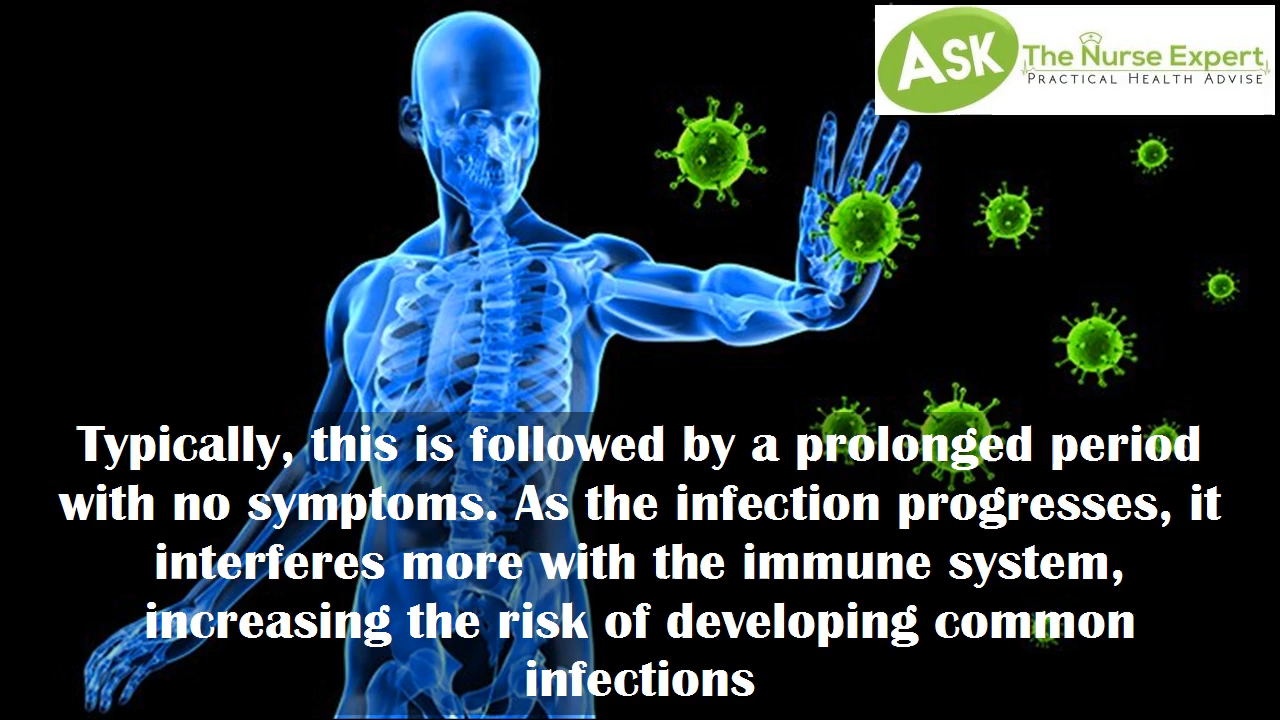 ASK
The Nurse Expert
PRACTICAL HEALTH ADVISE
Typically, this is followed by a prolonged period
with no symptoms. As the infection progresses, it
interferes more with the immune system,
increasing the risk of developing common
infections